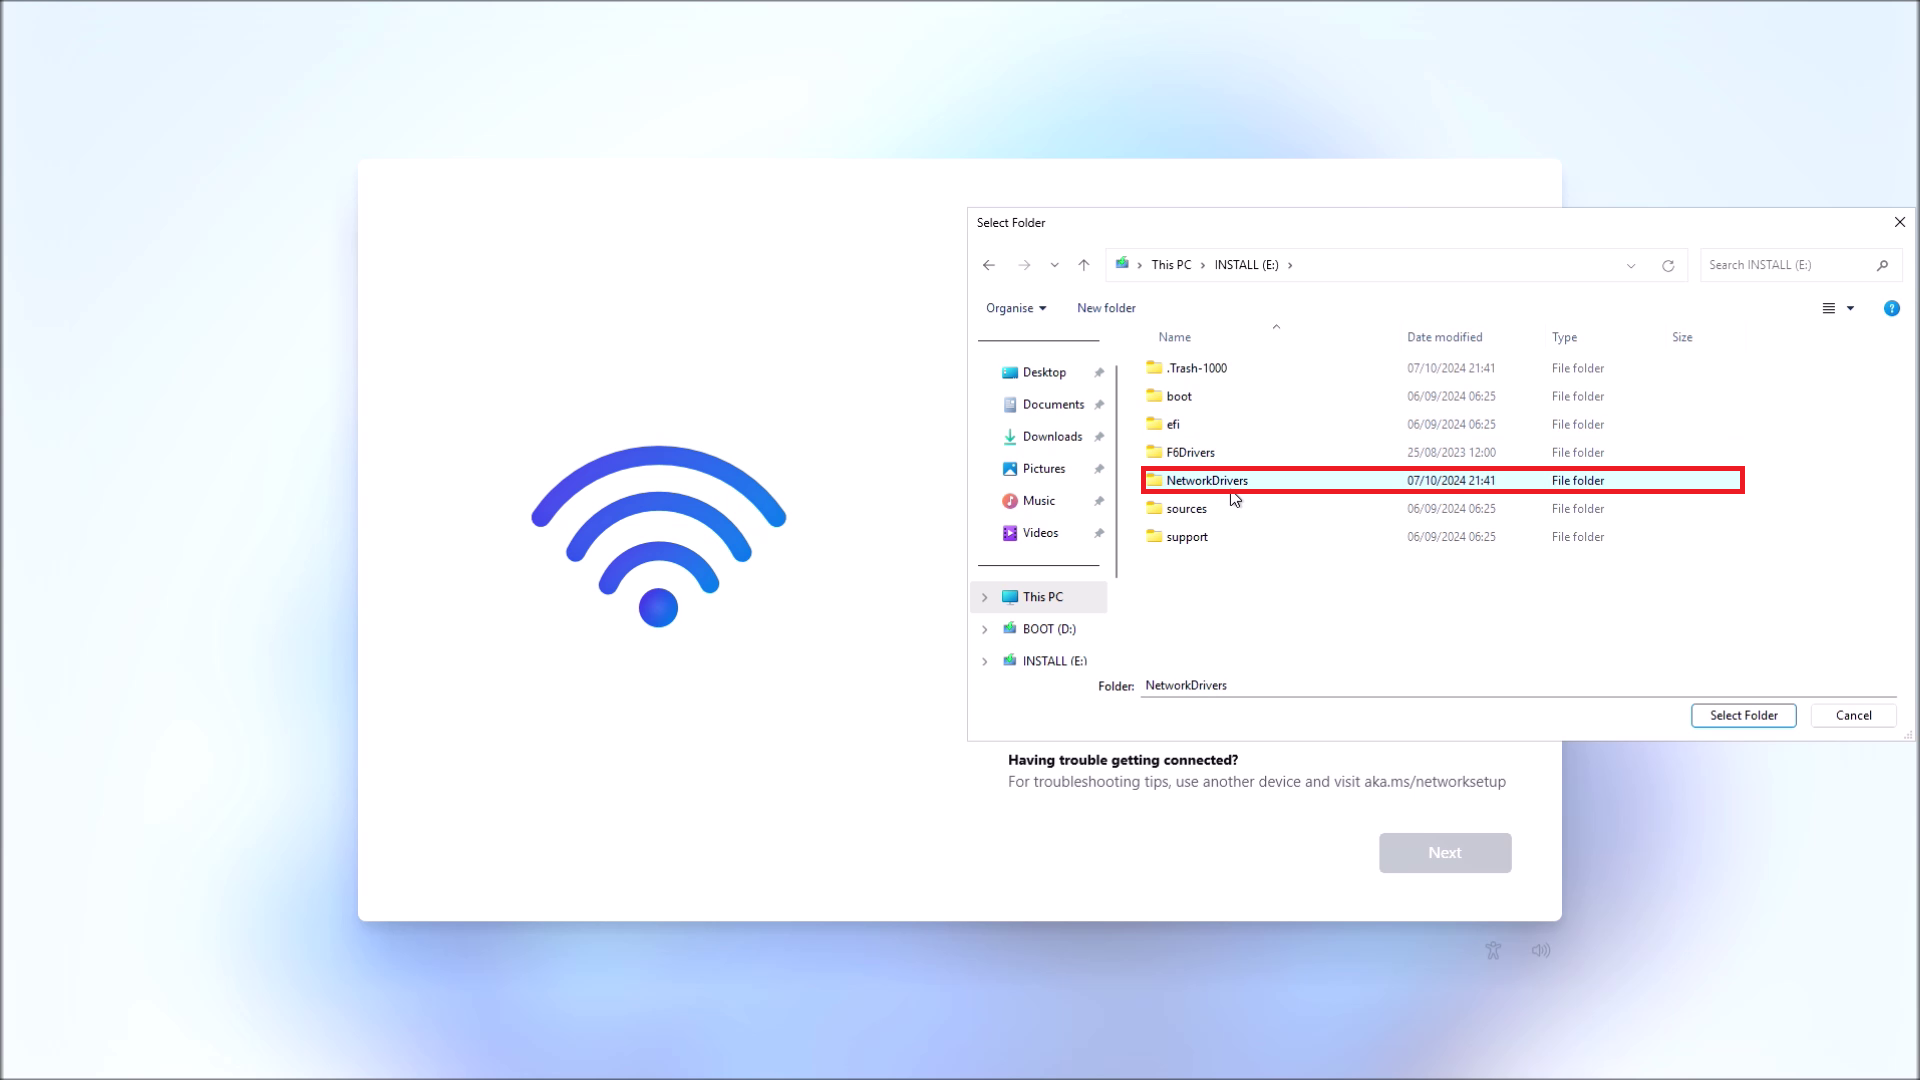 Select Folder
This PC INSTALL (E:) Search INSTALL (E:)
Organise New folder
Name Date modified Type Size
Desktop
Documents
Downloads
Pictures
Music
Videos
This PC
BOOT (D:)
INSTALL (E:)
.Trash-1000 07/10/2024 21:41 File folder
boot 06/09/2024 06:25 File folder
efi 06/09/2024 06:25 File folder
F6Drivers 25/08/2023 12:00 File folder
NetworkDrivers 07/10/2024 21:41 File folder
sources 06/09/2024 06:25 File folder
support 06/09/2024 06:25 File folder
Folder: NetworkDrivers
Select Folder Cancel
Having trouble getting connected?
For troubleshooting tips, use another device and visit aka.ms/networksetup
Next